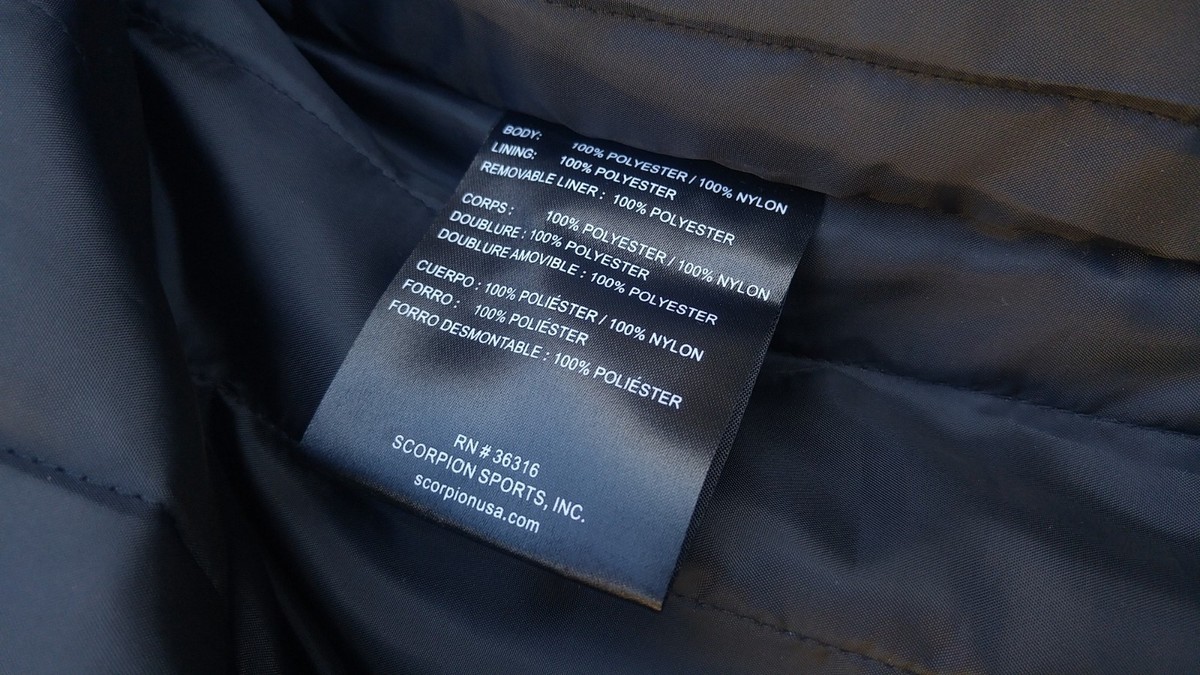 BODY: 100% POLYESTER / 100% NYLON
LINING: 100% POLYESTER
REMOVABLE LINER : 100% POLYESTER
CORPS : 100% POLYESTER / 100% NYLON
DOUBLURE : 100% POLYESTER
DOUBLURE AMOVIBLE : 100% POLYESTER
CUERPO : 100% POLIÉSTER / 100% NYLON
FORRO : 100% POLIÉSTER
FORRO DESMONTABLE : 100% POLIÉSTER
RN # 36316
SCORPION SPORTS, INC.
scorpionusa.com